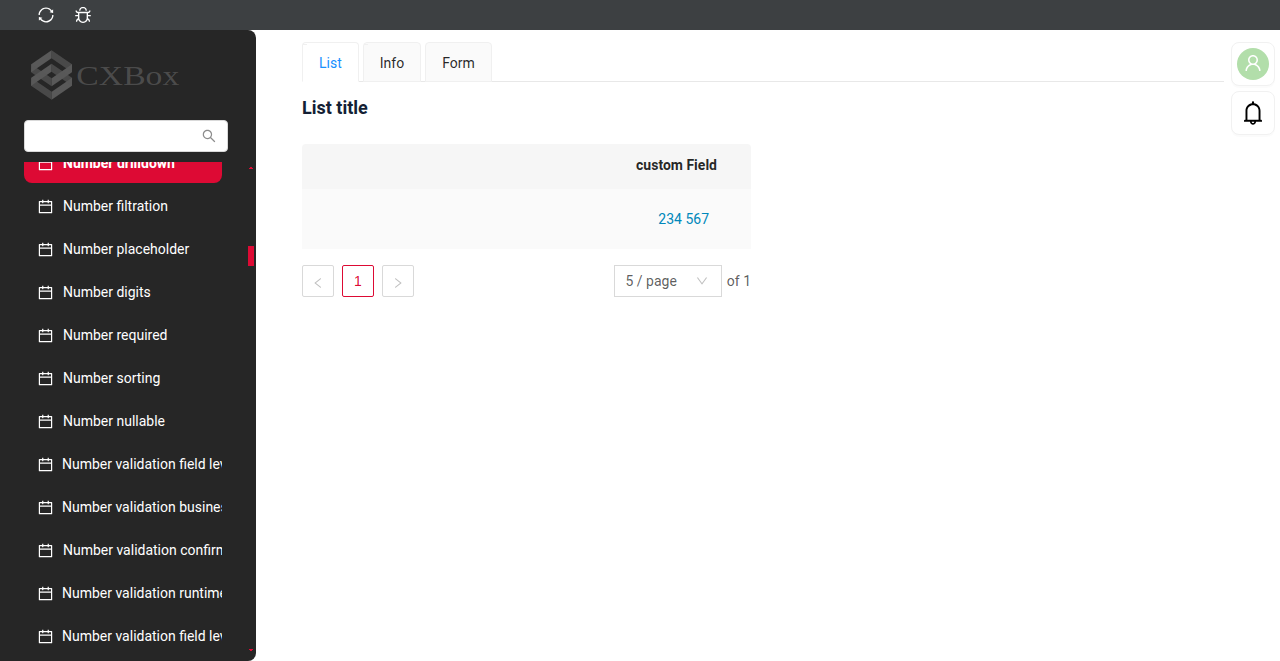 CXBox
Number drilldown
Number filtration
Number placeholder
Number digits
Number required
Number sorting
Number nullable
Number validation field lev
Number validation busine
Number validation confirn
Number validation runtime
Number validation field lev
List
Info
Form
List title
custom Field
234 567
1
5 / page
of 1